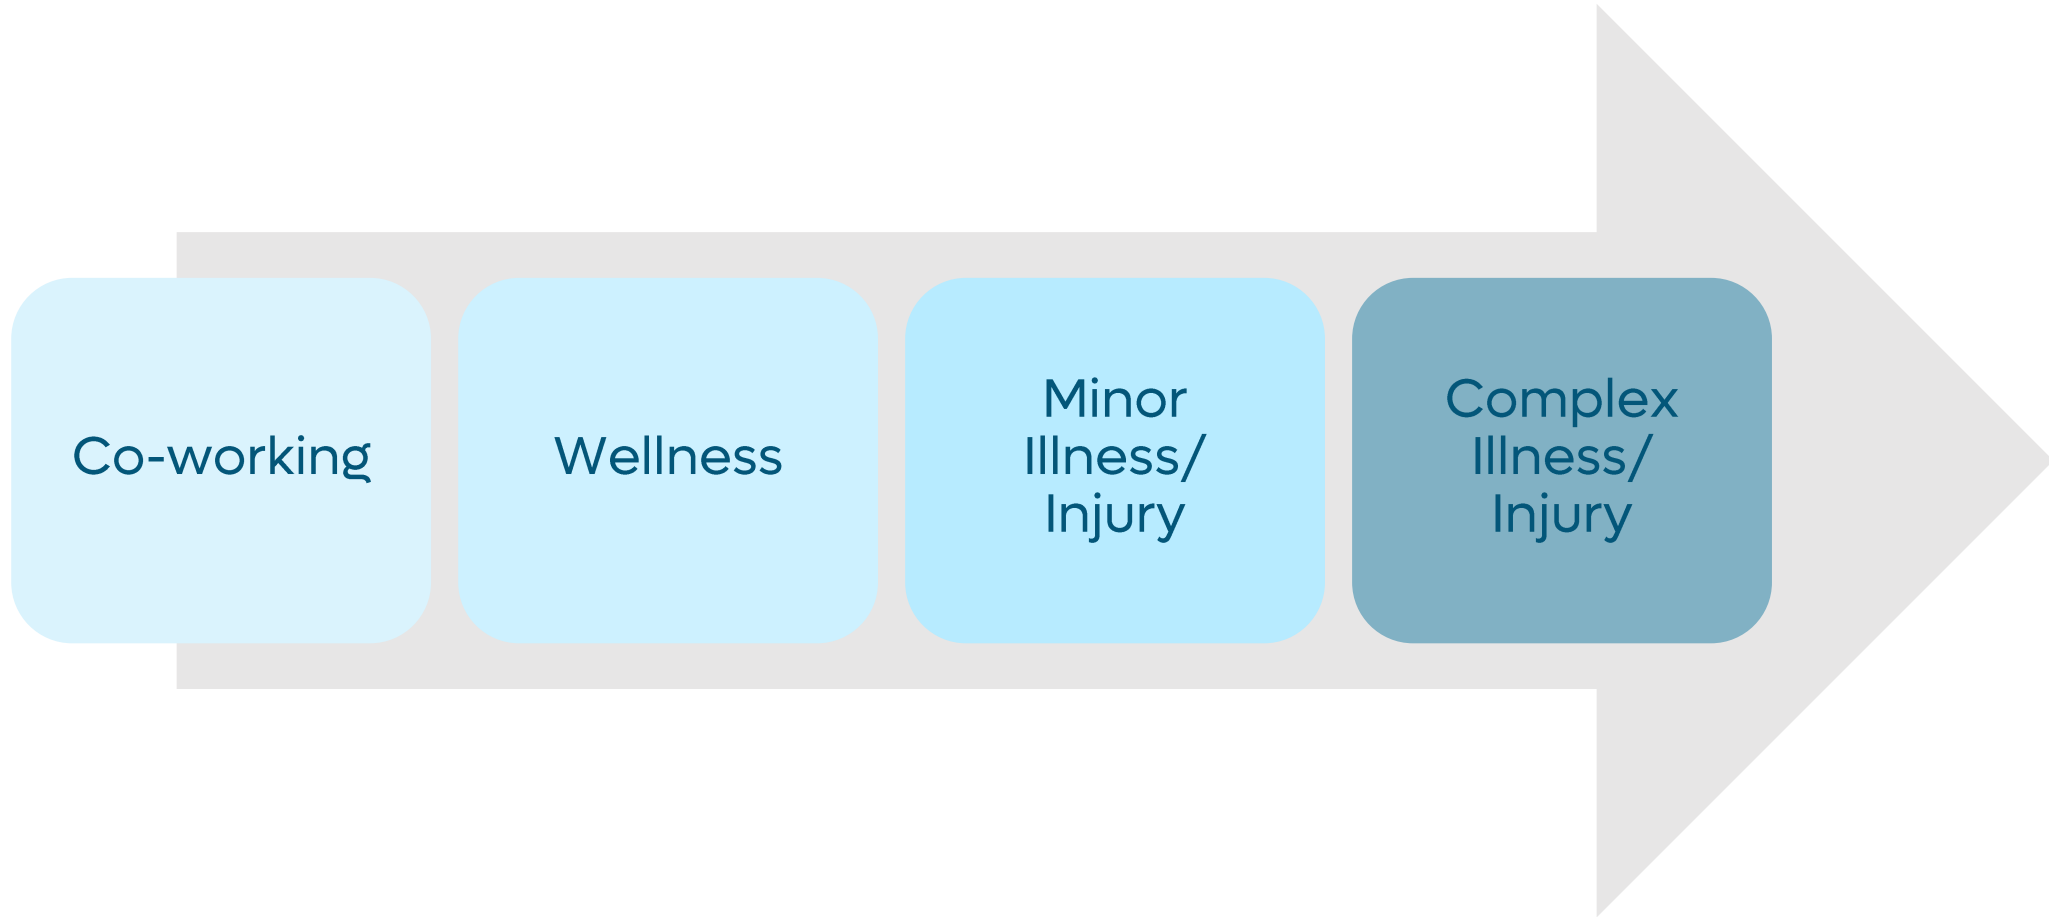 Co-working
Wellness
Minor
Illness/
Injury
Complex
Illness/
Injury